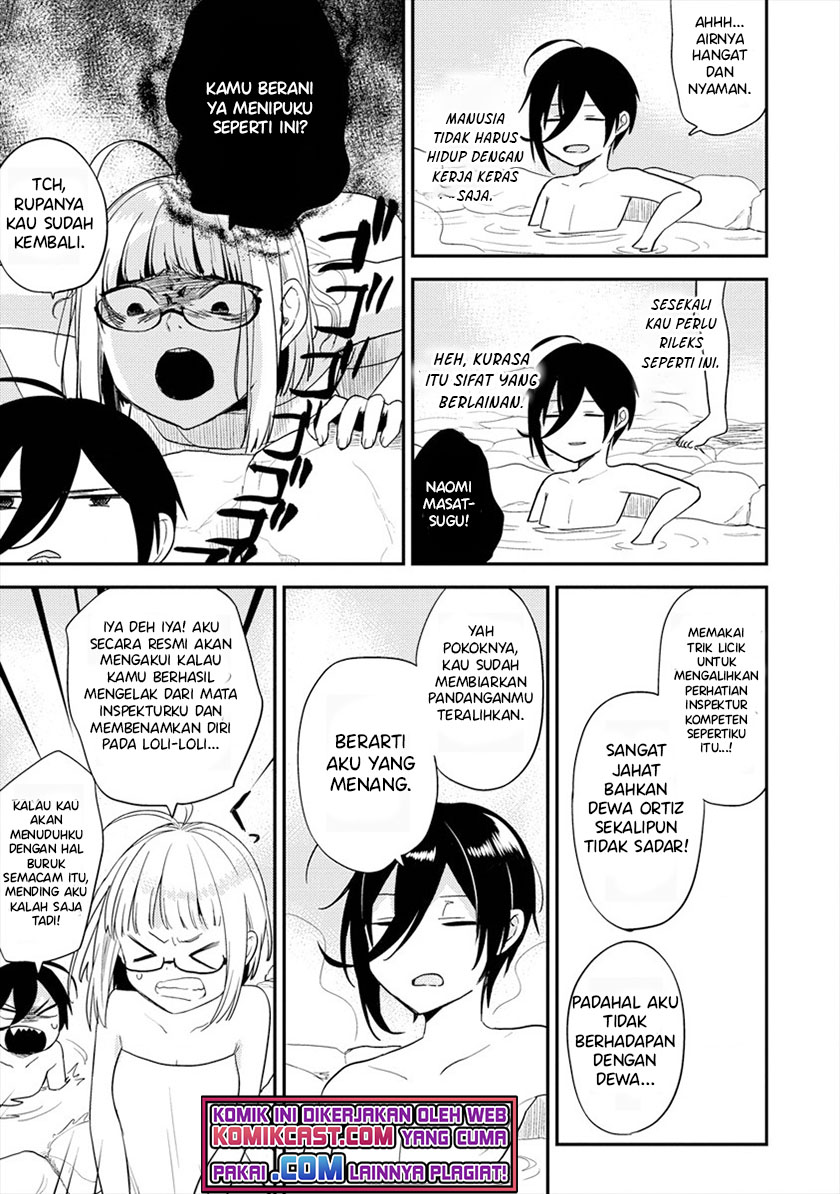 AHHH...
AIRNYA
HANGAT
DAN
NYAMAN.
MANUSIA
TIDAK HARUS
HIDUP DENGAN
KERJA KERAS
SAJA.
SESEKALI
KAU PERLU
RILEKS
SEPERTI INI.
HEH, KURASA
ITU SIFAT YANG
BERLAINAN.
NAOMI
MASAT-
SUGU!
KAMU BERANI
YA MENIPUKU
SEPERTI INI?
TCH,
RUPANYA
KAU SUDAH
KEMBALI.
ゴゴゴゴゴゴ
MEMAKAI
TRIK LICIK
UNTUK
MENGALIHKAN
PERHATIAN
INSPEKTUR
KOMPETEN
SEPERTIKU
ITU...!
SANGAT
JAHAT
BAHKAN
DEWA ORTIZ
SEKALIPUN
TIDAK SADAR!
PADAHAL AKU
TIDAK
BERHADAPAN
DENGAN
DEWA...
YAH
POKOKNYA,
KAU SUDAH
MEMBIARKAN
PANDANGANMU
TERALIHKAN.
BERARTI
AKU YANG
MENANG.
IYA DEH IYA! AKU
SECARA RESMI AKAN
MENGAKUI KALAU
KAMU BERHASIL
MENGELAK DARI MATA
INSPEKTURKU DAN
MEMBENAMKAN DIRI
PADA LOLI-LOLI...
KALAU KAU
AKAN
MENUDUHKU
DENGAN HAL
BURUK
SEMACAM ITU,
MENDING AKU
KALAH SAJA
TADI!
KOMIK INI DIKERJAKAN OLEH WEB
KOMIKCAST.COM YANG CUMA
PAKAI .COM LAINNYA PLAGIAT!